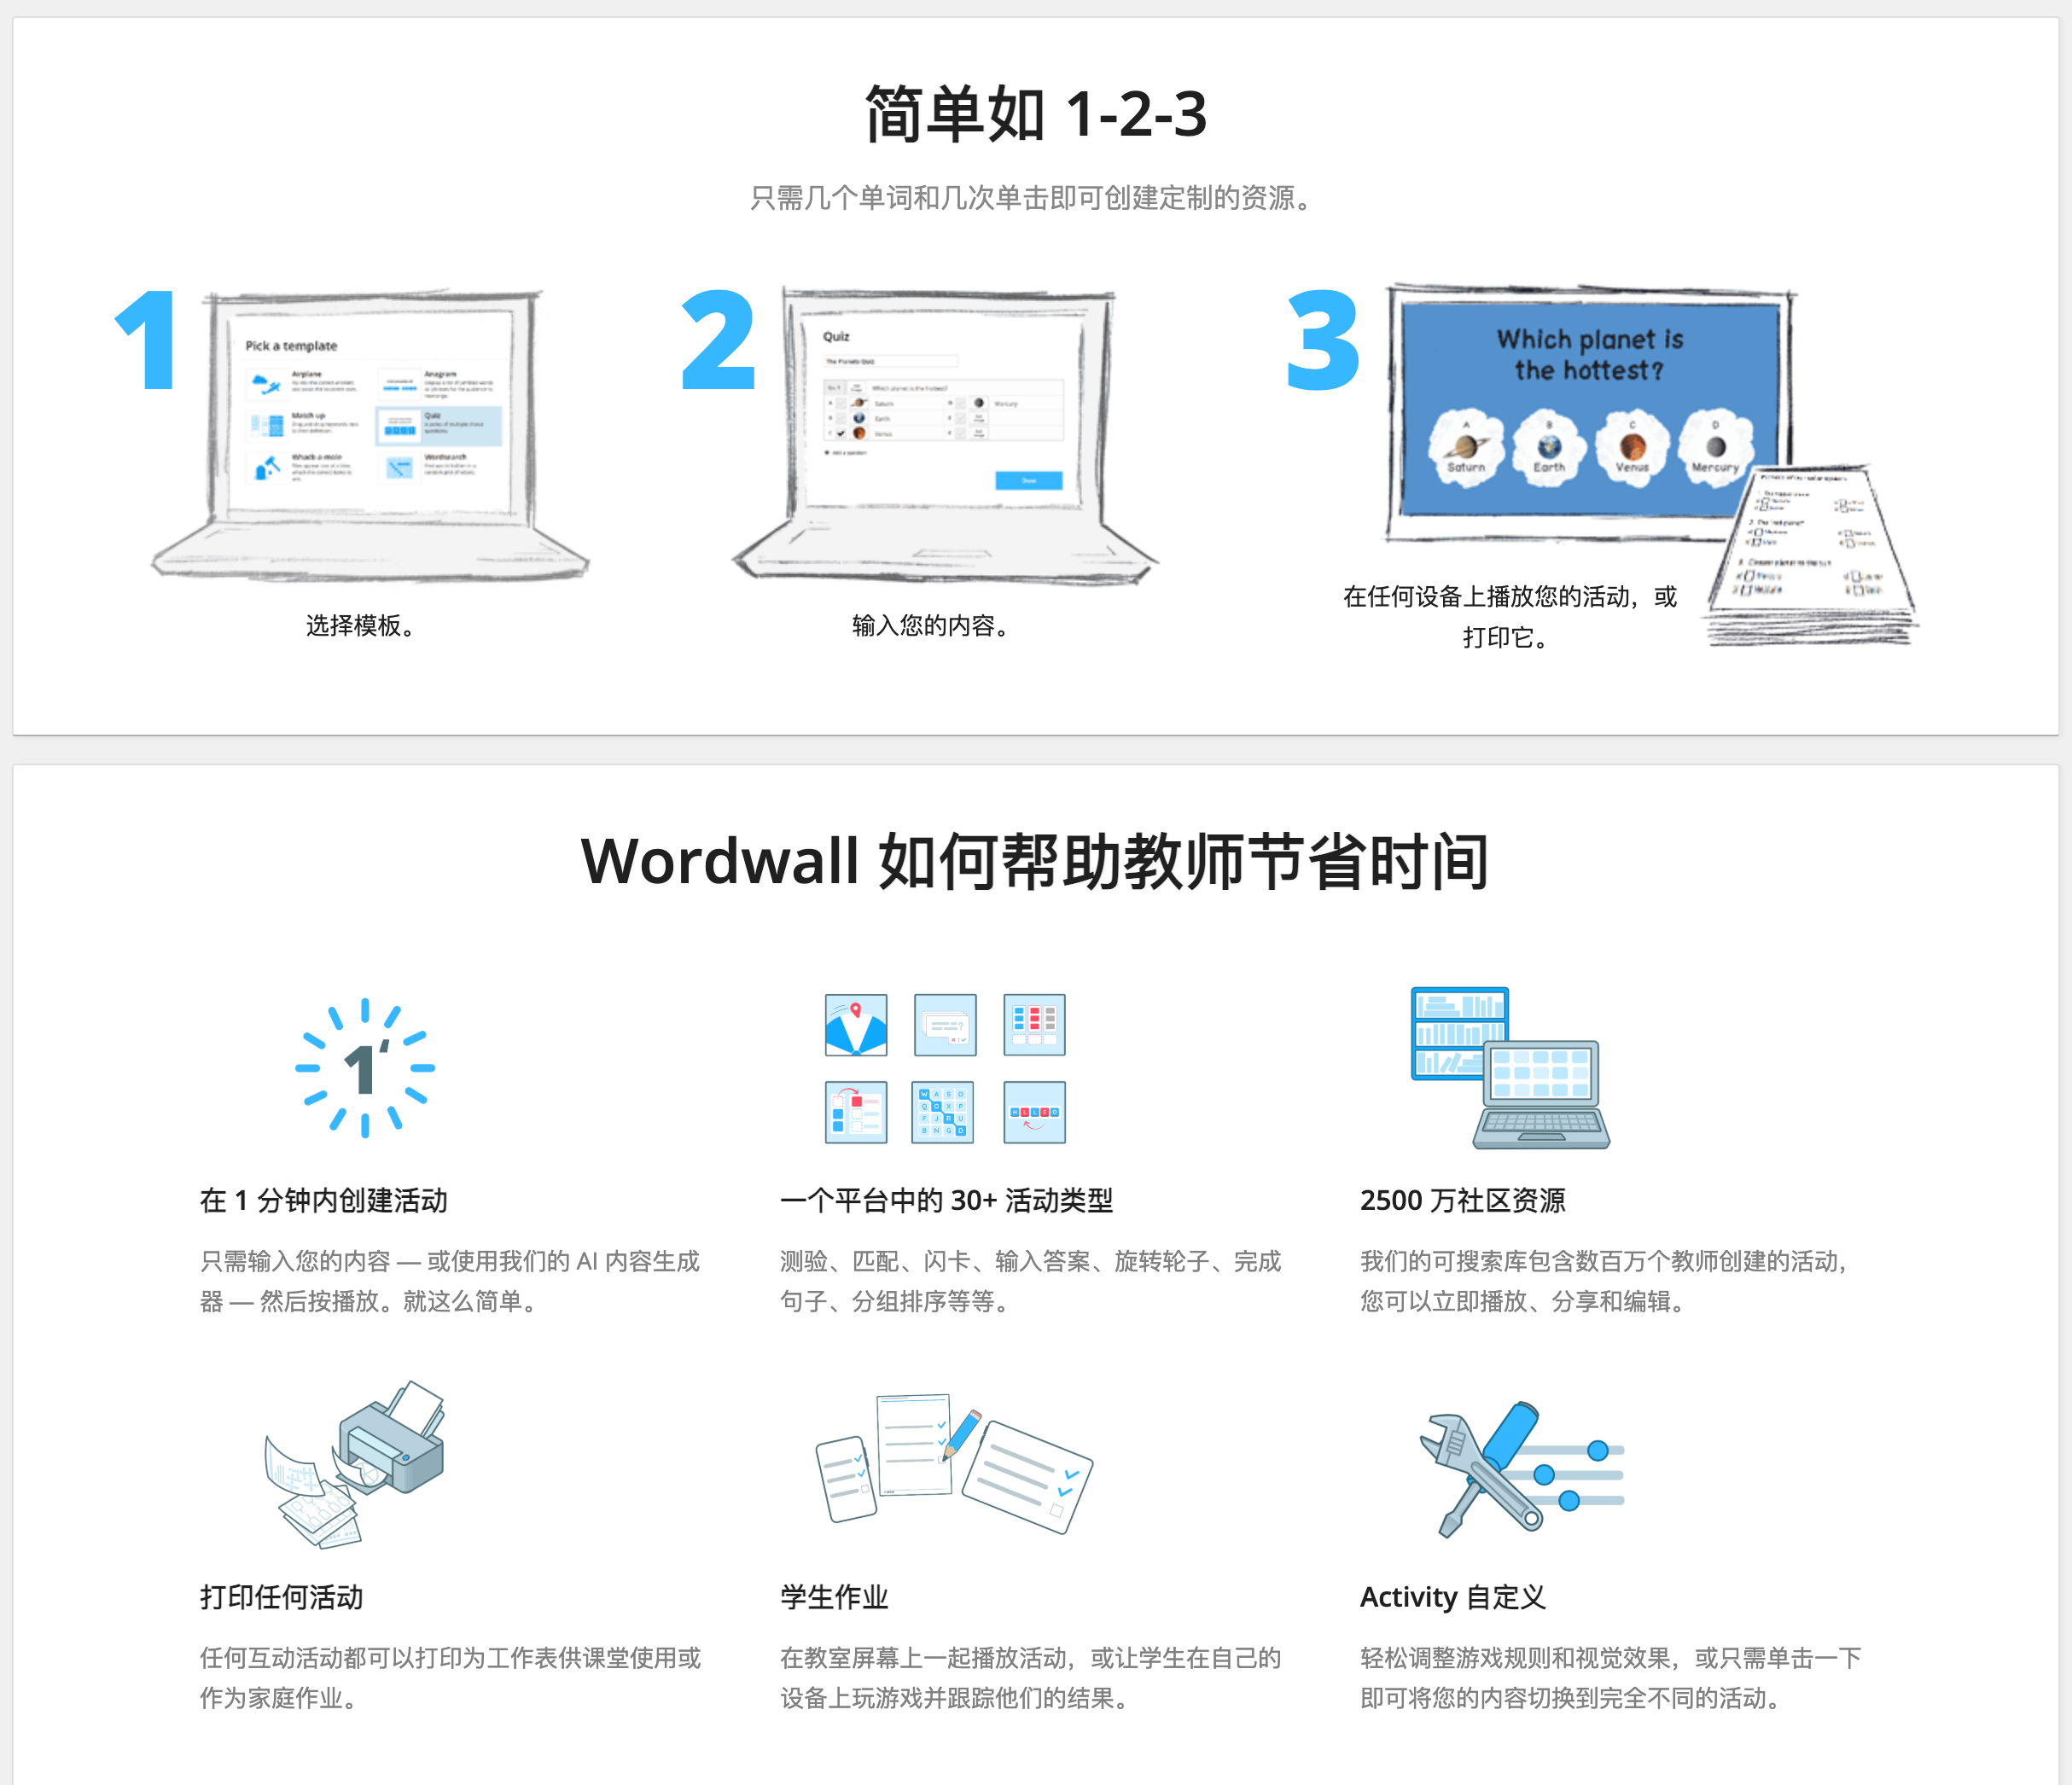 简单如 1-2-3
只需几个单词和几次单击即可创建定制的资源。
1
Pick a template
Airplane
Anagram
Match up
Quiz
Whack-a-mole
Wordsearch
选择模板。
2
Quiz
The Planets Quiz
Which planet is the hottest?
Saturn
Mercury
Earth
Venus
Add a question
Done
输入您的内容。
3
Which planet is
the hottest?
A
B
C
D
Saturn
Earth
Venus
Mercury
在任何设备上播放您的活动，或
打印它。
Wordwall 如何帮助教师节省时间
1‘
W A S O
Q O X P
F J R U
B N G D
H L L E O
在 1 分钟内创建活动
只需输入您的内容 — 或使用我们的 AI 内容生成
器 — 然后按播放。就这么简单。
一个平台中的 30+ 活动类型
测验、匹配、闪卡、输入答案、旋转轮子、完成
句子、分组排序等等。
2500 万社区资源
我们的可搜索库包含数百万个教师创建的活动，
您可以立即播放、分享和编辑。
打印任何活动
任何互动活动都可以打印为工作表供课堂使用或
作为家庭作业。
学生作业
在教室屏幕上一起播放活动，或让学生在自己的
设备上玩游戏并跟踪他们的结果。
Activity 自定义
轻松调整游戏规则和视觉效果，或只需单击一下
即可将您的内容切换到完全不同的活动。